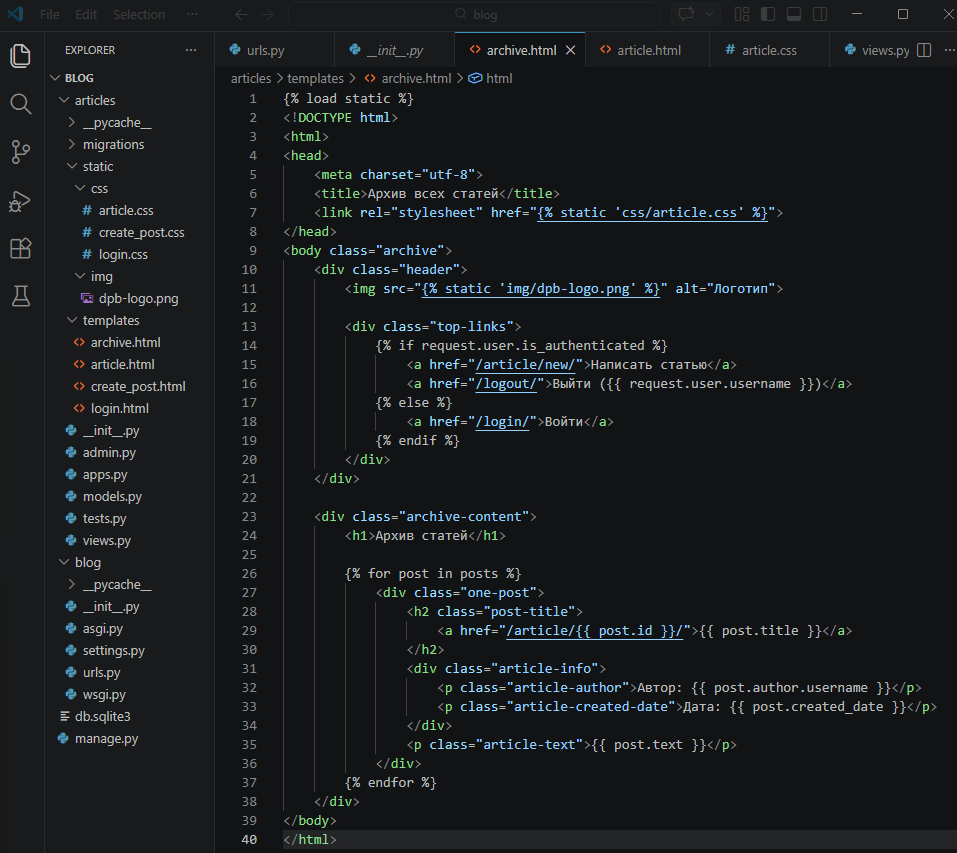 File Edit Selection ··· blog
EXPLORER ···
urls.py __init__.py archive.html article.html article.css views.py ···
articles > templates > archive.html > html
BLOG
articles
__pycache__
migrations
static
css
article.css
create_post.css
login.css
img
dpb-logo.png
templates
archive.html
article.html
create_post.html
login.html
__init__.py
admin.py
apps.py
models.py
tests.py
views.py
blog
__pycache__
__init__.py
asgi.py
settings.py
urls.py
wsgi.py
db.sqlite3
manage.py
1 {% load static %}
2 <!DOCTYPE html>
3 <html>
4 <head>
5 <meta charset="utf-8">
6 <title>Архив всех статей</title>
7 <link rel="stylesheet" href="{% static 'css/article.css' %}">
8 </head>
9 <body class="archive">
10 <div class="header">
11 <img src="{% static 'img/dpb-logo.png' %}" alt="Логотип">
12
13 <div class="top-links">
14 {% if request.user.is_authenticated %}
15 <a href="/article/new/">Написать статью</a>
16 <a href="/logout/">Выйти ({{ request.user.username }})</a>
17 {% else %}
18 <a href="/login/">Войти</a>
19 {% endif %}
20 </div>
21 </div>
22
23 <div class="archive-content">
24 <h1>Архив статей</h1>
25
26 {% for post in posts %}
27 <div class="one-post">
28 <h2 class="post-title">
29 <a href="/article/{{ post.id }}/">{{ post.title }}</a>
30 </h2>
31 <div class="article-info">
32 <p class="article-author">Автор: {{ post.author.username }}</p>
33 <p class="article-created-date">Дата: {{ post.created_date }}</p>
34 </div>
35 <p class="article-text">{{ post.text }}</p>
36 </div>
37 {% endfor %}
38 </div>
39 </body>
40 </html>